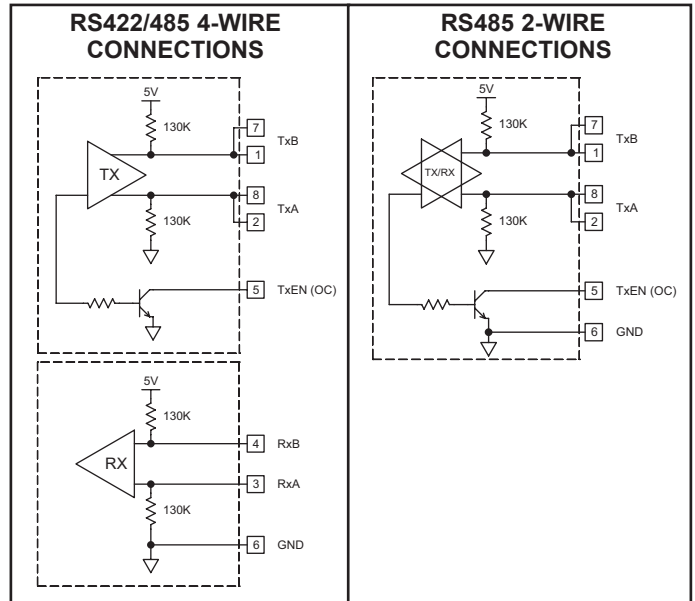 RS422/485 4-WIRE
CONNECTIONS
5V
130K
7
TxB
1
TX
8
TxA
2
130K
5 TxEN (OC)
5V
130K
4 RxB
RX
3 RxA
130K
6 GND
RS485 2-WIRE
CONNECTIONS
5V
130K
7
TxB
1
TX/RX
8
TxA
2
130K
5 TxEN (OC)
6 GND